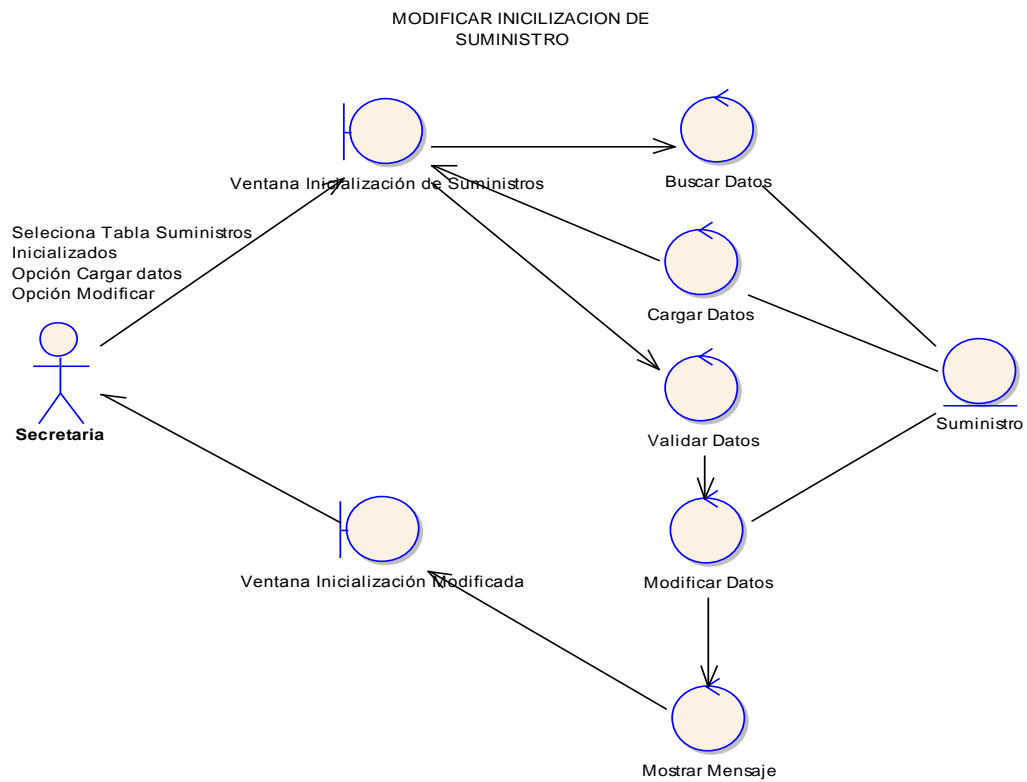 MODIFICAR INICILIZACION DE
SUMINISTRO
Ventana Inicialización de Suministros
Buscar Datos
Seleciona Tabla Suministros
Inicializados
Opción Cargar datos
Opción Modificar
Cargar Datos
Secretaria
Validar Datos
Suministro
Ventana Inicialización Modificada
Modificar Datos
Mostrar Mensaje